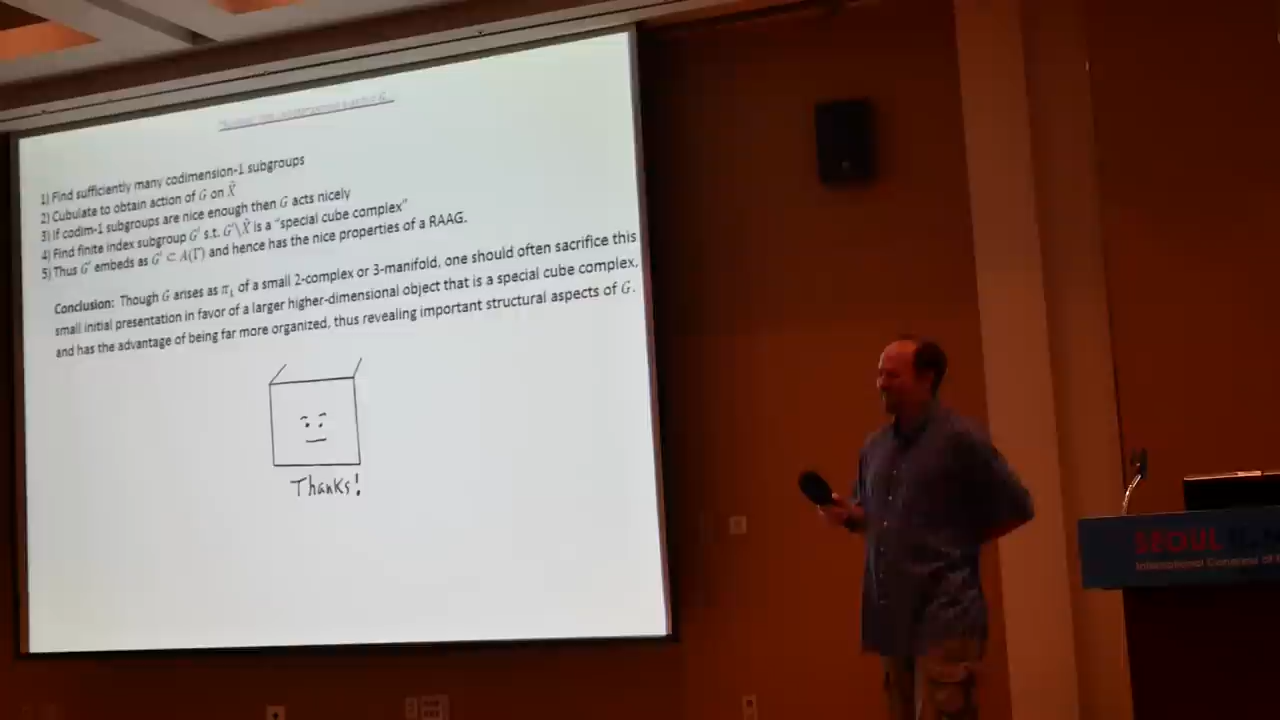 1) Find sufficiently many codimension-1 subgroups
2) Cubulate to obtain action of G on X̃
3) If codim-1 subgroups are nice enough then G acts nicely
4) Find finite index subgroup G' s.t. G'\X̃ is a "special cube complex"
5) Thus G' embeds as G' ⊂ A(Γ) and hence has the nice properties of a RAAG.
Conclusion: Though G arises as π₁ of a small 2-complex or 3-manifold, one should often sacrifice this
small initial presentation in favor of a larger higher-dimensional object that is a special cube complex,
and has the advantage of being far more organized, thus revealing important structural aspects of G.
Thanks!
SEOUL
International Congress of